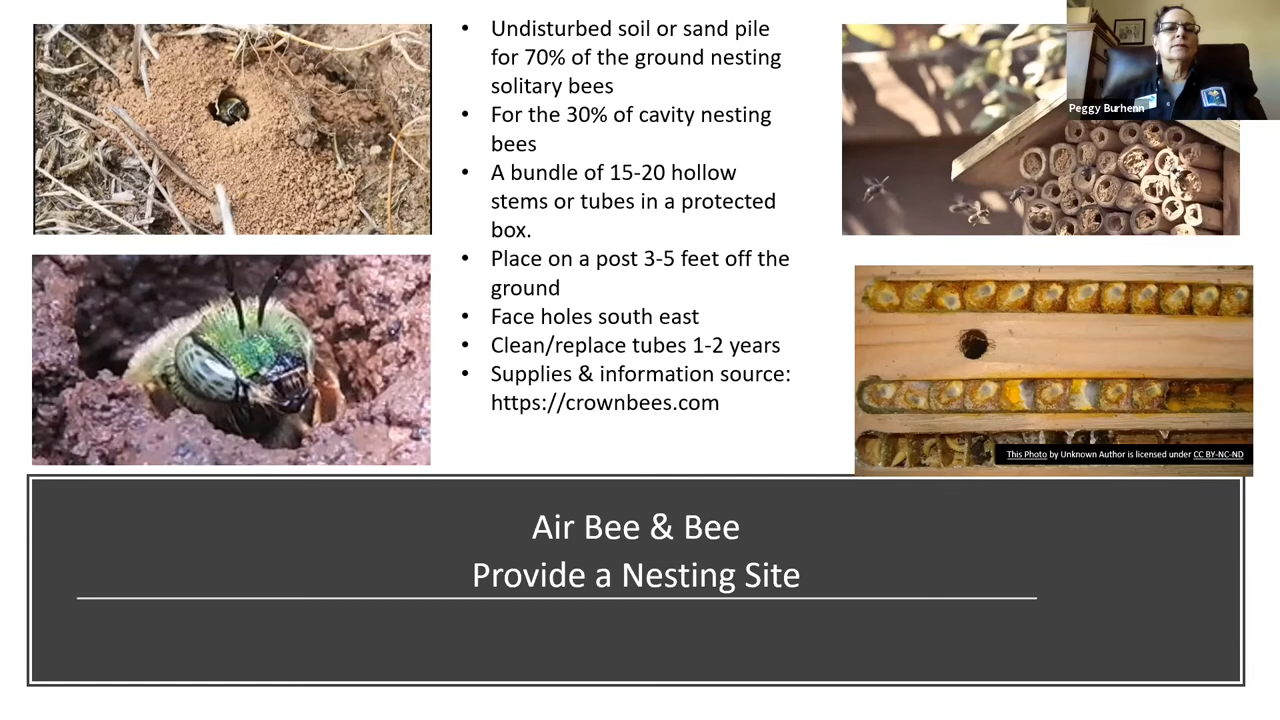 • Undisturbed soil or sand pile
for 70% of the ground nesting
solitary bees
• For the 30% of cavity nesting
bees
• A bundle of 15-20 hollow
stems or tubes in a protected
box.
• Place on a post 3-5 feet off the
ground
• Face holes south east
• Clean/replace tubes 1-2 years
• Supplies & information source:
https://crownbees.com
Peggy Burhenn
This Photo by Unknown Author is licensed under CC BY-NC-ND
Air Bee & Bee
Provide a Nesting Site